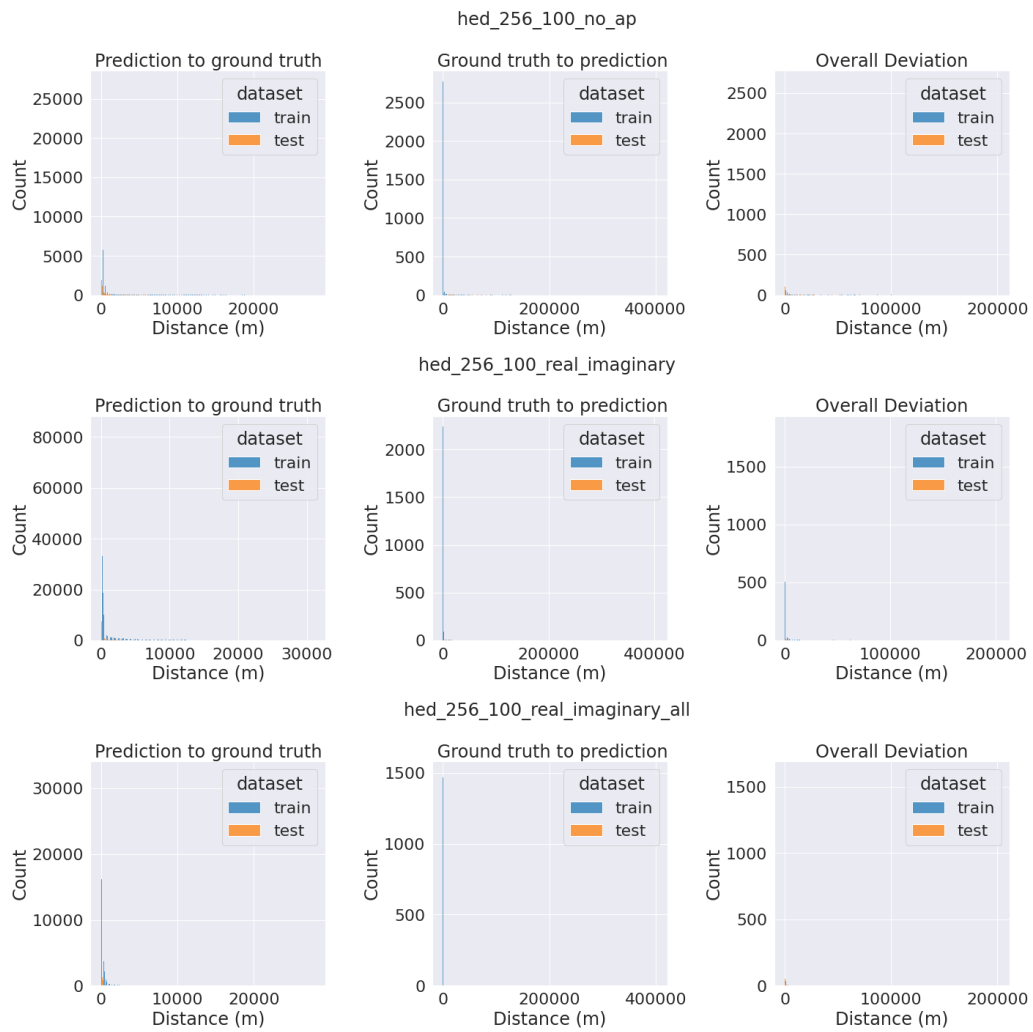 hed_256_100_no_ap
Prediction to ground truth
Count
25000
20000
15000
10000
5000
0
dataset
train
test
0 10000 20000
Distance (m)
Ground truth to prediction
Count
2500
2000
1500
1000
500
0
dataset
train
test
0 200000 400000
Distance (m)
Overall Deviation
Count
2500
2000
1500
1000
500
0
dataset
train
test
0 100000 200000
Distance (m)
hed_256_100_real_imaginary
Prediction to ground truth
Count
80000
60000
40000
20000
0
dataset
train
test
0 10000 20000 30000
Distance (m)
Ground truth to prediction
Count
2000
1500
1000
500
0
dataset
train
test
0 200000 400000
Distance (m)
Overall Deviation
Count
1500
1000
500
0
dataset
train
test
0 100000 200000
Distance (m)
hed_256_100_real_imaginary_all
Prediction to ground truth
Count
30000
20000
10000
0
dataset
train
test
0 10000 20000
Distance (m)
Ground truth to prediction
Count
1500
1000
500
0
dataset
train
test
0 200000 400000
Distance (m)
Overall Deviation
Count
1500
1000
500
0
dataset
train
test
0 100000 200000
Distance (m)